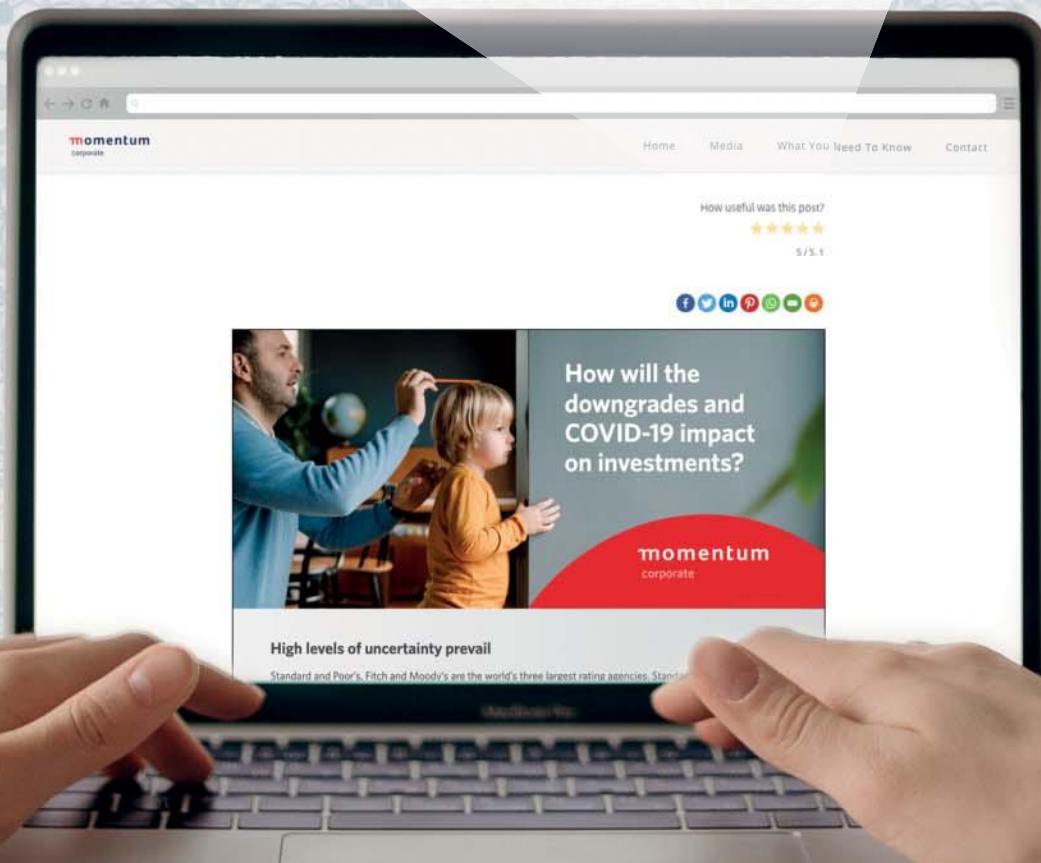 momentum
corporate
Home Media What You Need To Know Contact
How useful was this post?
5/5.1
How will the
downgrades and
COVID-19 impact
on investments?
momentum
corporate
High levels of uncertainty prevail
Standard and Poor's, Fitch and Moody's are the world's three largest rating agencies.